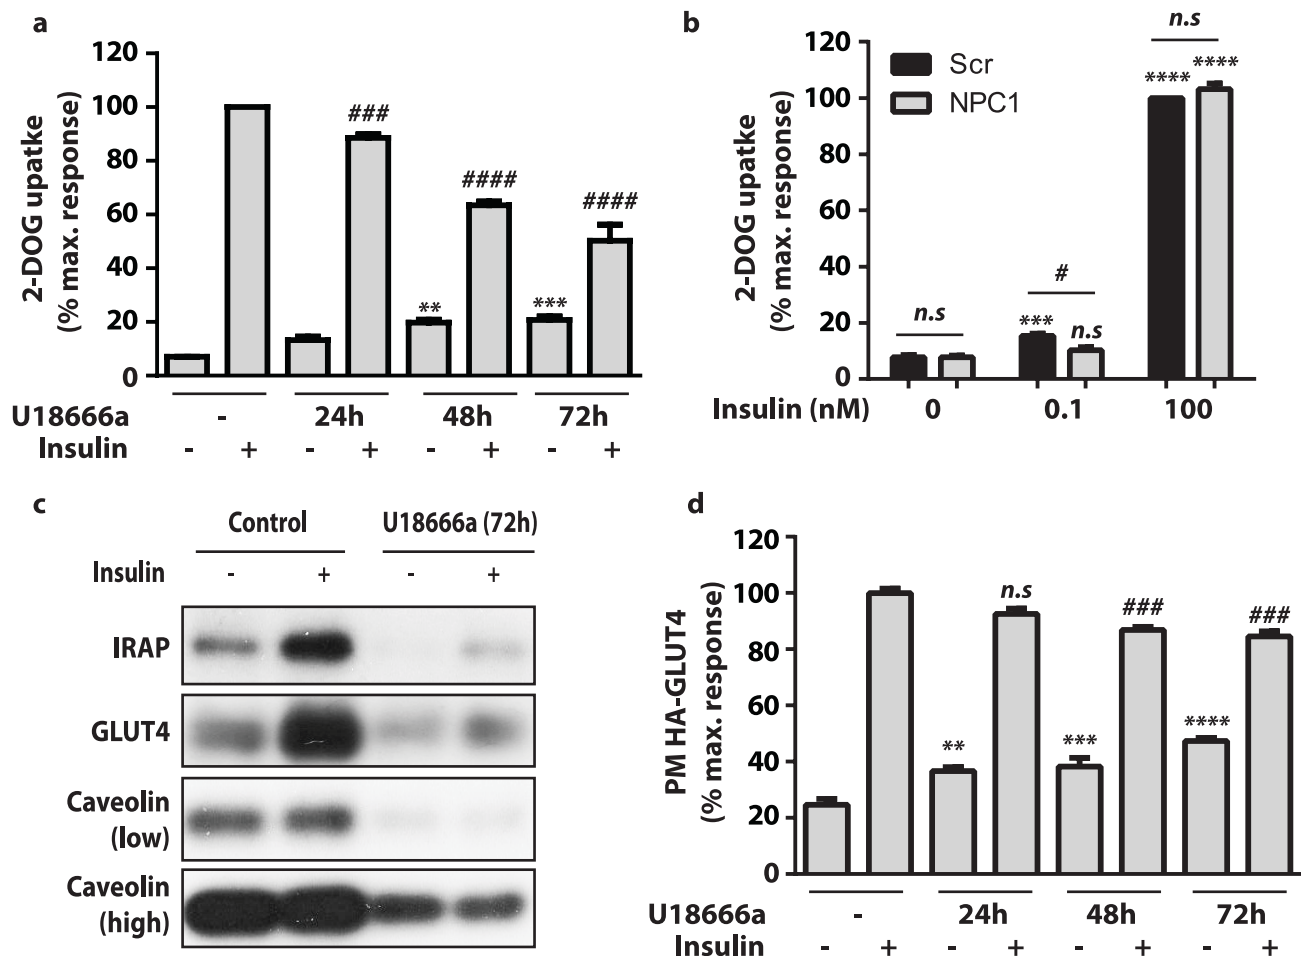 a
2-DOG upatke
(% max. response)
120
100
80
60
40
20
0
###
####
####
**
***
U18666a - 24h 48h 72h
Insulin - + - + - + - +
b
2-DOG uptake
(% max. response)
120
100
80
60
40
20
0
Scr
NPC1
n.s
#
***
n.s
n.s
****
****
Insulin (nM) 0 0.1 100
c
Control U18666a (72h)
Insulin - + - +
IRAP
GLUT4
Caveolin
(low)
Caveolin
(high)
d
PM HA-GLUT4
(% max. response)
120
100
80
60
40
20
0
**
n.s
***
###
****
###
U18666a - 24h 48h 72h
Insulin - + - + - + - +